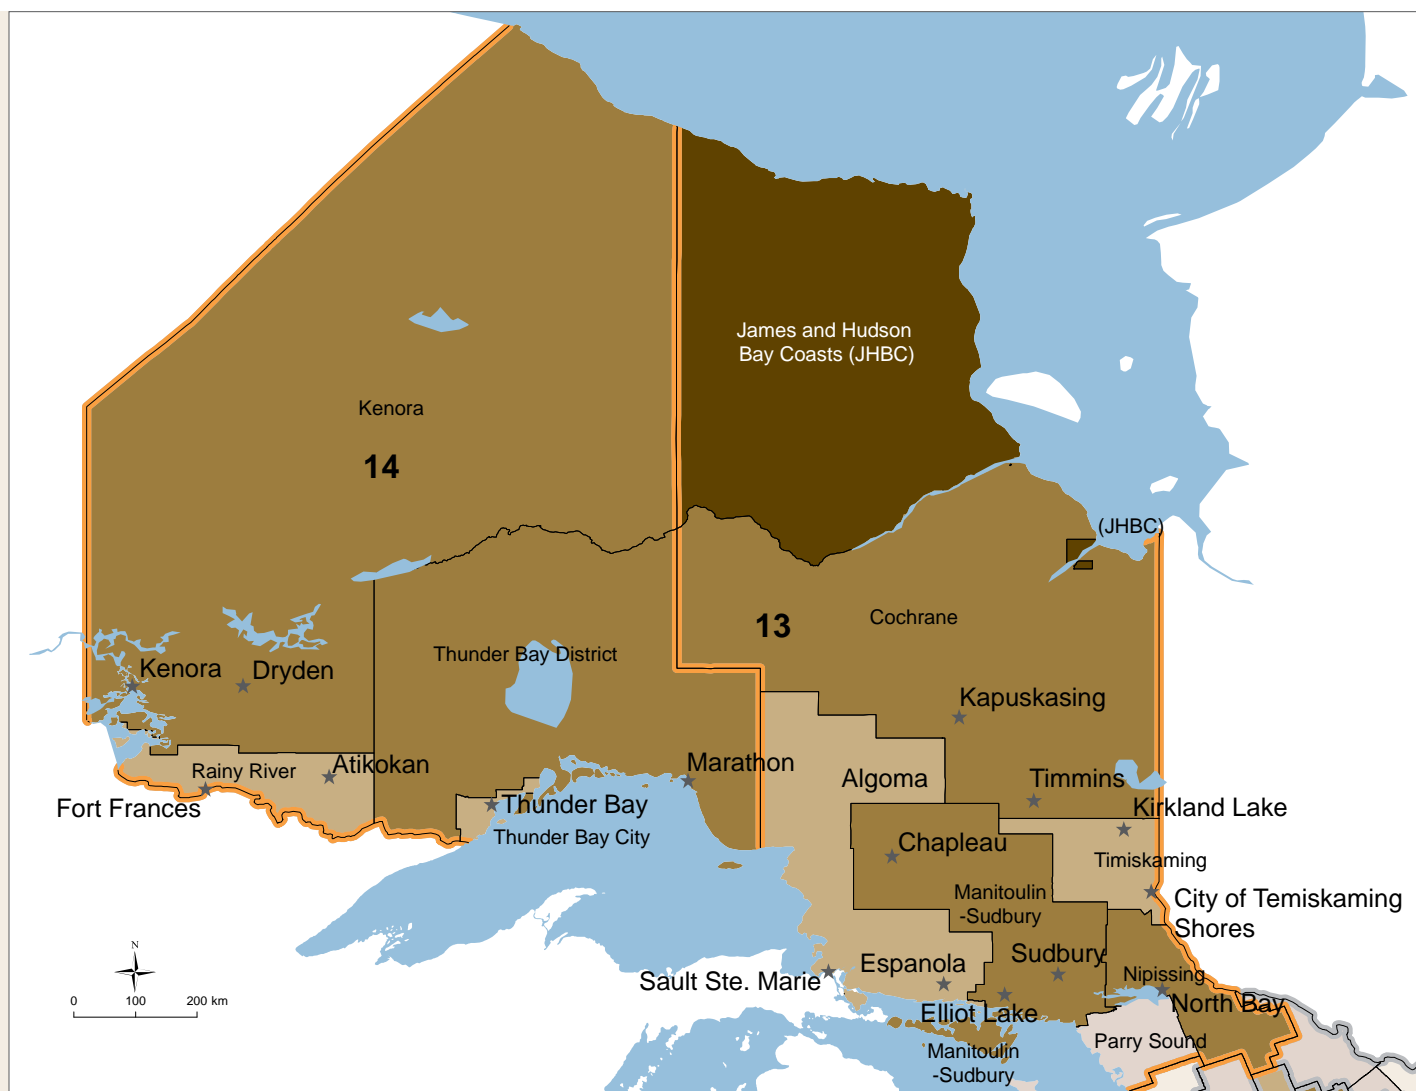 James and Hudson
Bay Coasts (JHBC)
Kenora
14
(JHBC)
13
Cochrane
Thunder Bay District
Kenora
Dryden
Kapuskasing
Marathon
Atikokan
Rainy River
Algoma
Timmins
Fort Frances
Thunder Bay
Kirkland Lake
Thunder Bay City
Chapleau
Timiskaming
Manitoulin
-Sudbury
City of Temiskaming
Shores
N
Sudbury
Espanola
Nipissing
Sault Ste. Marie
0 100 200 km
North Bay
Elliot Lake
Parry Sound
Manitoulin
-Sudbury